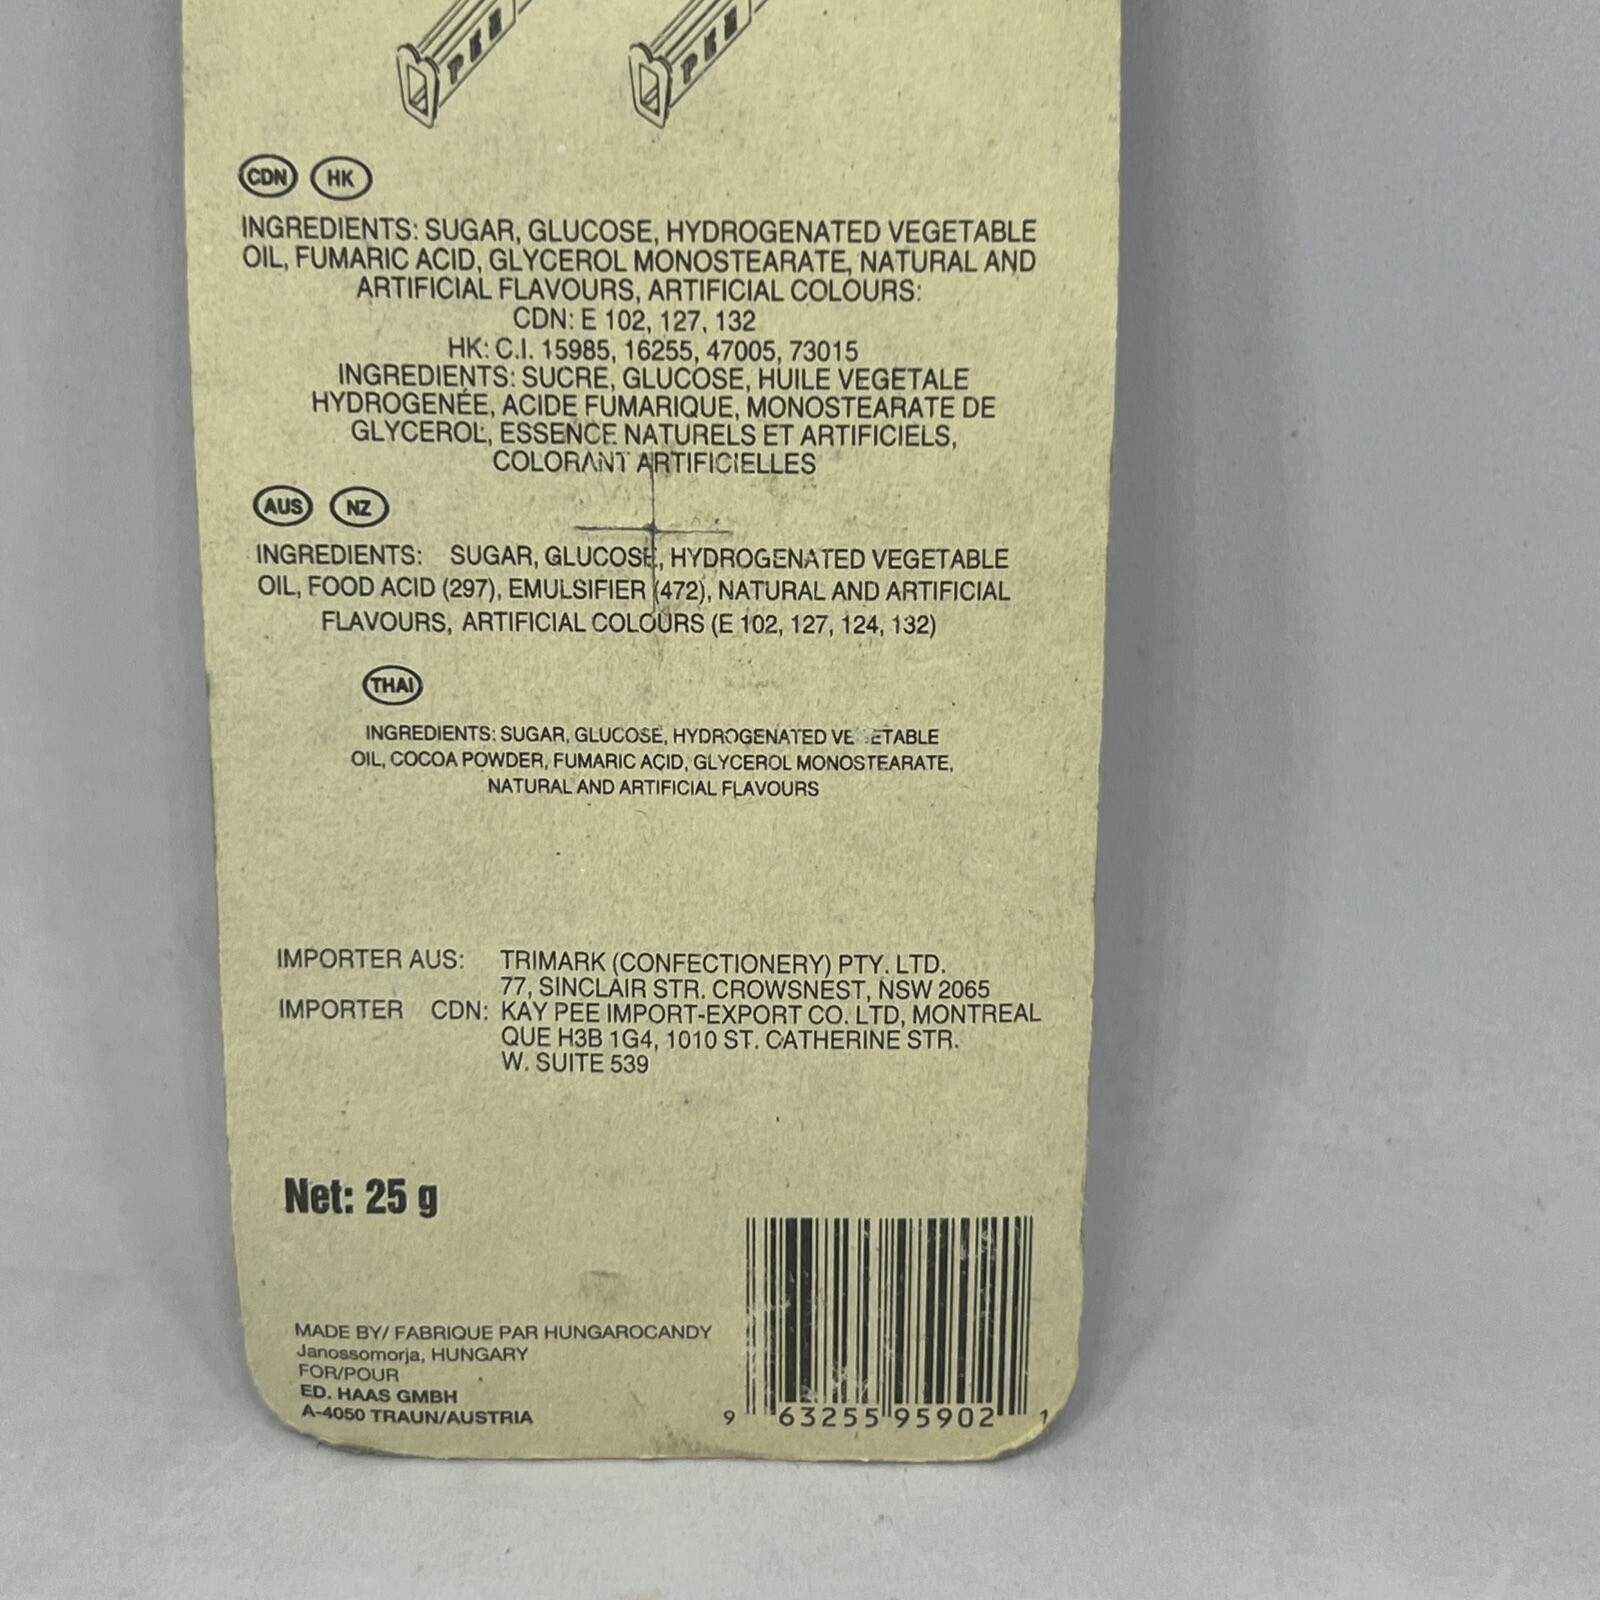 PEZ PEZ
CDN HK
INGREDIENTS: SUGAR, GLUCOSE, HYDROGENATED VEGETABLE
OIL, FUMARIC ACID, GLYCEROL MONOSTEARATE, NATURAL AND
ARTIFICIAL FLAVOURS, ARTIFICIAL COLOURS:
CDN: E 102, 127, 132
HK: C.I. 15985, 16255, 47005, 73015
INGREDIENTS: SUCRE, GLUCOSE, HUILE VEGETALE
HYDROGENÉE, ACIDE FUMARIQUE, MONOSTEARATE DE
GLYCEROL, ESSENCE NATURELS ET ARTIFICIELS,
COLORANT ARTIFICIELLES
AUS NZ
INGREDIENTS: SUGAR, GLUCOSE, HYDROGENATED VEGETABLE
OIL, FOOD ACID (297), EMULSIFIER (472), NATURAL AND ARTIFICIAL
FLAVOURS, ARTIFICIAL COLOURS (E 102, 127, 124, 132)
THAI
INGREDIENTS: SUGAR, GLUCOSE, HYDROGENATED VEGETABLE
OIL, COCOA POWDER, FUMARIC ACID, GLYCEROL MONOSTEARATE,
NATURAL AND ARTIFICIAL FLAVOURS
IMPORTER AUS: TRIMARK (CONFECTIONERY) PTY. LTD.
77, SINCLAIR STR. CROWSNEST, NSW 2065
IMPORTER CDN: KAY PEE IMPORT-EXPORT CO. LTD, MONTREAL
QUE H3B 1G4, 1010 ST. CATHERINE STR.
W. SUITE 539
Net: 25 g
MADE BY/ FABRIQUE PAR HUNGAROCANDY
Janossomorja, HUNGARY
FOR/POUR
ED. HAAS GMBH
A-4050 TRAUN/AUSTRIA
9 63255 95902 1